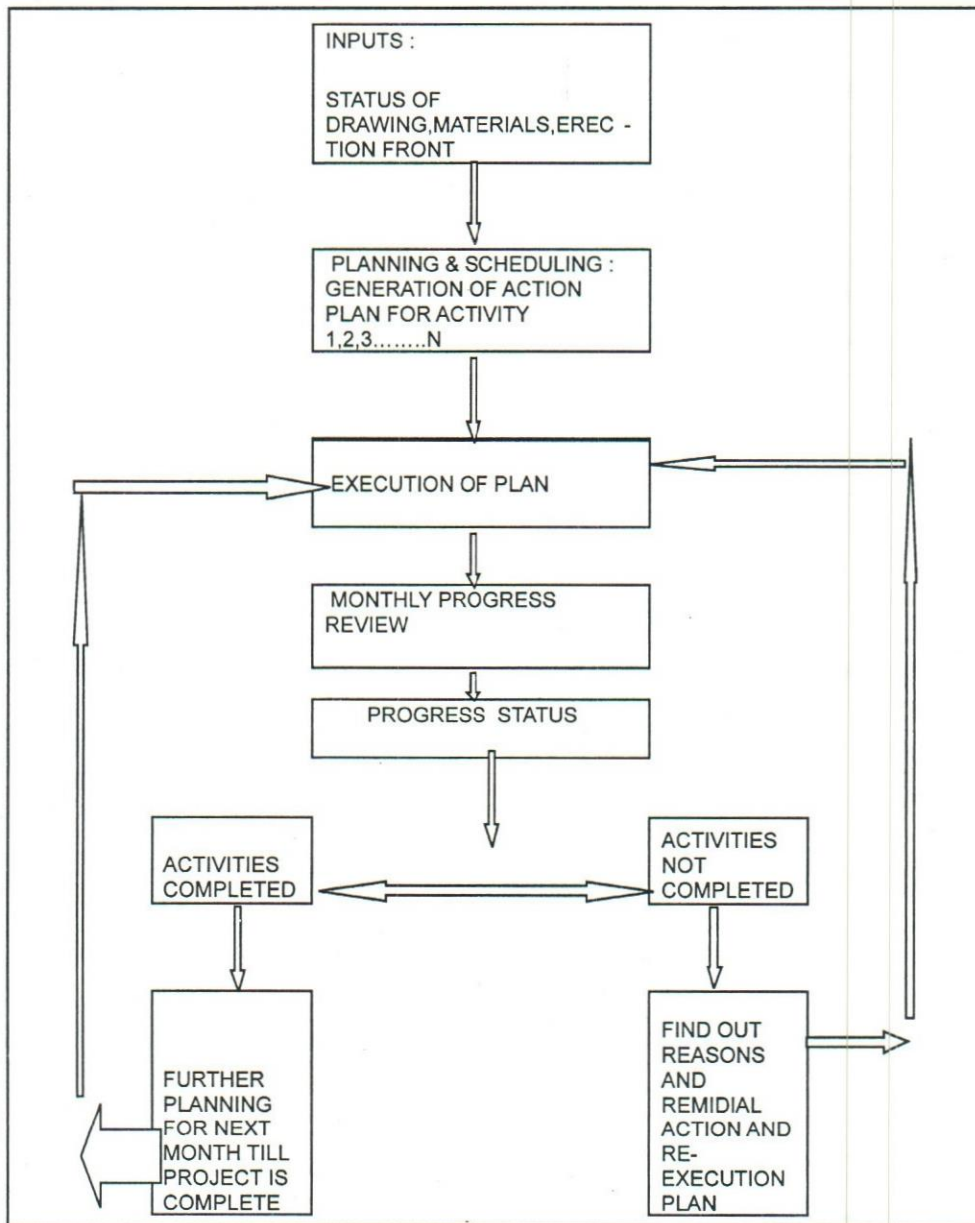 INPUTS :
STATUS OF
DRAWING,MATERIALS,EREC -
TION FRONT
PLANNING & SCHEDULING :
GENERATION OF ACTION
PLAN FOR ACTIVITY
1,2,3........N
EXECUTION OF PLAN
MONTHLY PROGRESS
REVIEW
PROGRESS STATUS
ACTIVITIES
COMPLETED
ACTIVITIES
NOT
COMPLETED
FURTHER
PLANNING
FOR NEXT
MONTH TILL
PROJECT IS
COMPLETE
FIND OUT
REASONS
AND
REMIDIAL
ACTION AND
RE-
EXECUTION
PLAN